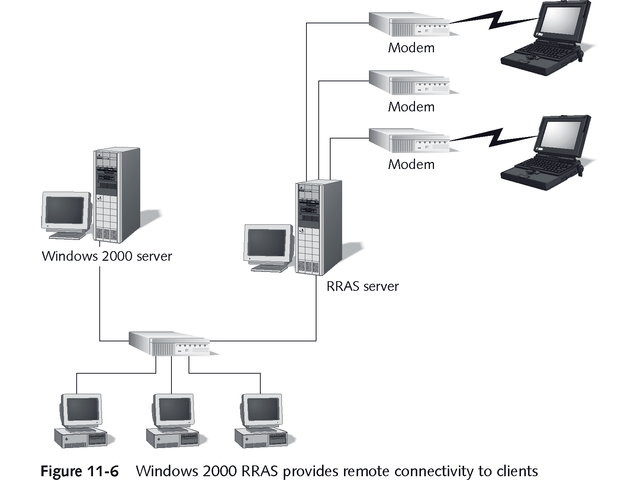 Modem
Modem
Modem
Windows 2000 server
RRAS server
Figure 11-6 Windows 2000 RRAS provides remote connectivity to clients